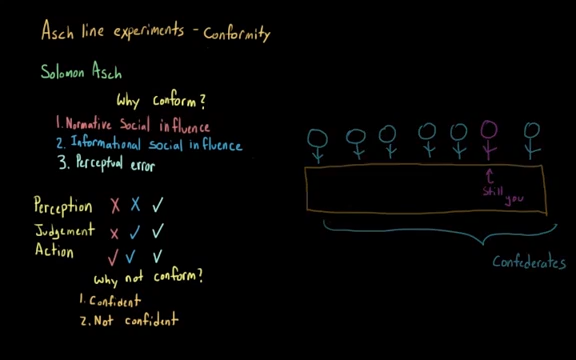 Asch line experiments - Conformity
Solomon Asch
Why conform?
1. Normative Social influence
2. Informational social influence
3. Perceptual error
Perception X X ✓
Judgement X ✓ ✓
Action ✓ ✓ ✓
Why not conform?
1. Confident
2. Not confident
Still you
Confederates